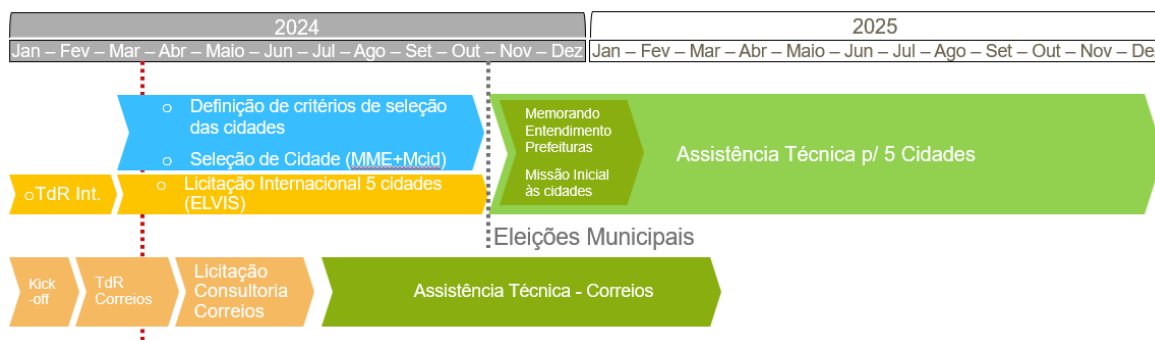 2024
2025
Jan – Fev – Mar – Abr – Maio – Jun – Jul – Ago – Set – Out – Nov – Dez
Jan – Fev – Mar – Abr – Maio – Jun – Jul – Ago – Set – Out – Nov – Dez
o Definição de critérios de seleção
das cidades
o Seleção de Cidade (MME+Mcid)
Memorando
Entendimento
Prefeituras
Missão Inicial
às cidades
Assistência Técnica p/ 5 Cidades
oTdR Int.
o Licitação Internacional 5 cidades
(ELVIS)
Eleições Municipais
Kick
-off
TdR
Correios
Licitação
Consultoria
Correios
Assistência Técnica - Correios